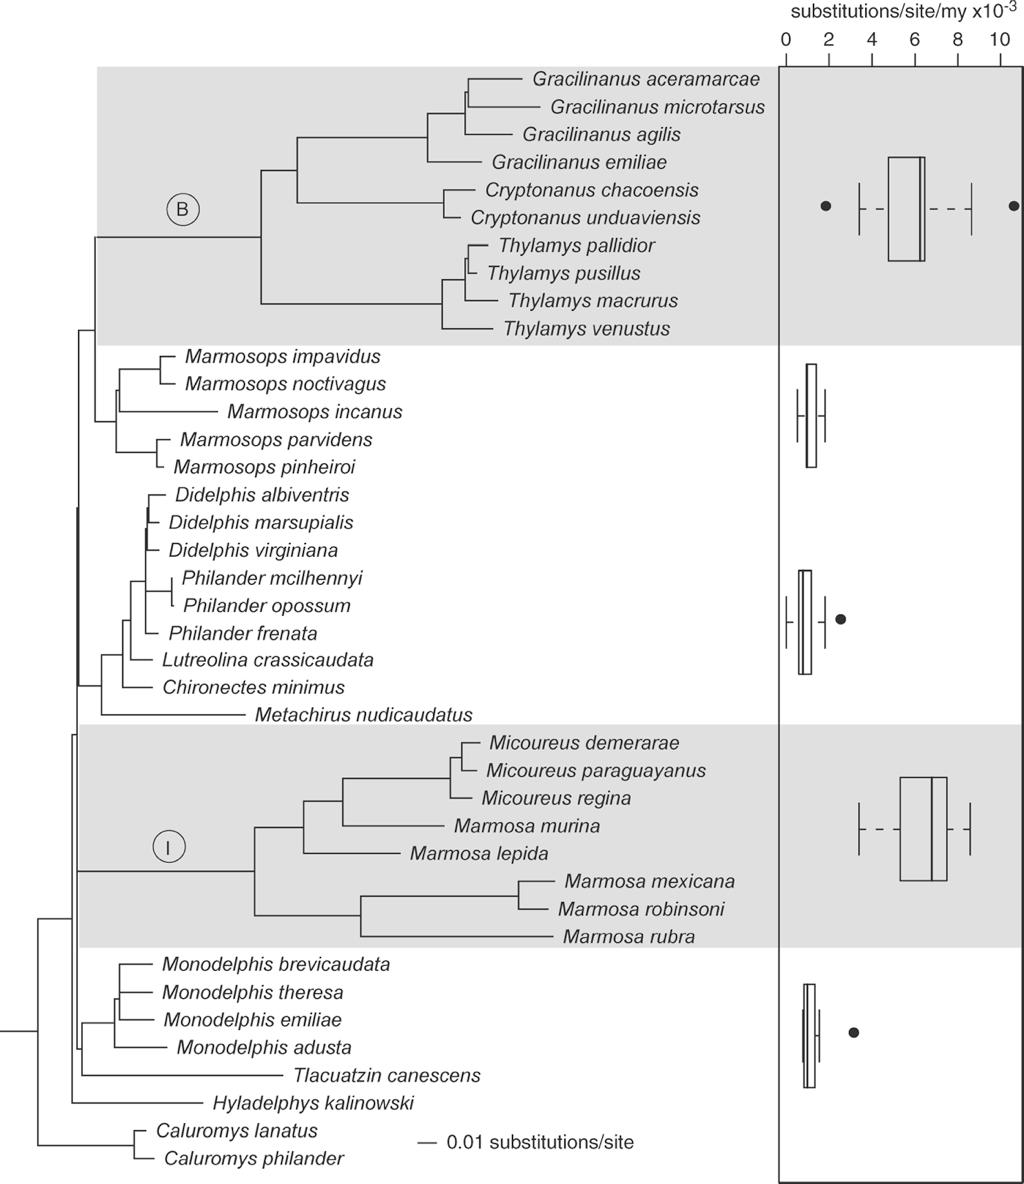 substitutions/site/my x10-3
0 2 4 6 8 10
Gracilinanus aceramarcae
Gracilinanus microtarsus
Gracilinanus agilis
Gracilinanus emiliae
Cryptonanus chacoensis
B
Cryptonanus unduaviensis
Thylamys pallidior
Thylamys pusillus
Thylamys macrurus
Thylamys venustus
Marmosops impavidus
Marmosops noctivagus
Marmosops incanus
Marmosops parvidens
Marmosops pinheiroi
Didelphis albiventris
Didelphis marsupialis
Didelphis virginiana
Philander mcilhennyi
Philander opossum
Philander frenata
Lutreolina crassicaudata
Chironectes minimus
Metachirus nudicaudatus
Micoureus demerarae
Micoureus paraguayanus
Micoureus regina
Marmosa murina
I
Marmosa lepida
Marmosa mexicana
Marmosa robinsoni
Marmosa rubra
Monodelphis brevicaudata
Monodelphis theresa
Monodelphis emiliae
Monodelphis adusta
Tlacuatzin canescens
Hyladelphys kalinowski
Caluromys lanatus
0.01 substitutions/site
Caluromys philander